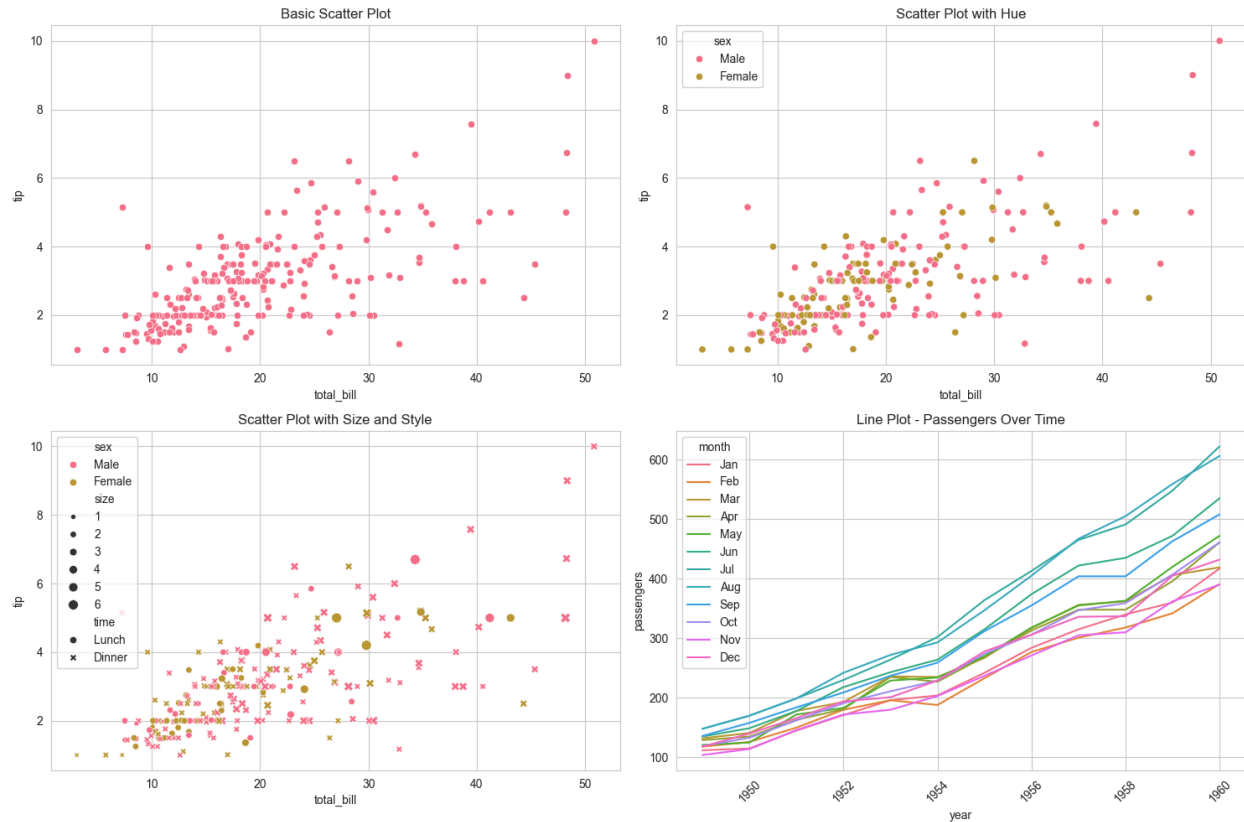 Basic Scatter Plot
10
8
6
4
2
tip
10 20 30 40 50
total_bill
Scatter Plot with Hue
sex
Male
Female
10
8
6
4
2
tip
10 20 30 40 50
total_bill
Scatter Plot with Size and Style
sex
Male
Female
size
1
2
3
4
5
6
time
Lunch
Dinner
10
8
6
4
2
tip
10 20 30 40 50
total_bill
Line Plot - Passengers Over Time
month
Jan
Feb
Mar
Apr
May
Jun
Jul
Aug
Sep
Oct
Nov
Dec
600
500
400
300
200
100
passengers
1950 1952 1954 1956 1958 1960
year